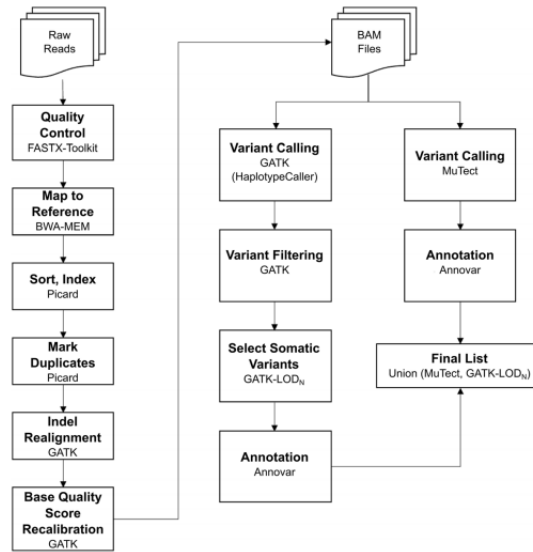 Raw
Reads
Quality
Control
FASTX-Toolkit
Map to
Reference
BWA-MEM
Sort, Index
Picard
Mark
Duplicates
Picard
Indel
Realignment
GATK
Base Quality
Score
Recalibration
GATK
BAM
Files
Variant Calling
GATK
(HaplotypeCaller)
Variant Filtering
GATK
Select Somatic
Variants
GATK-LODN
Annotation
Annovar
Variant Calling
MuTect
Annotation
Annovar
Final List
Union (MuTect, GATK-LODN)